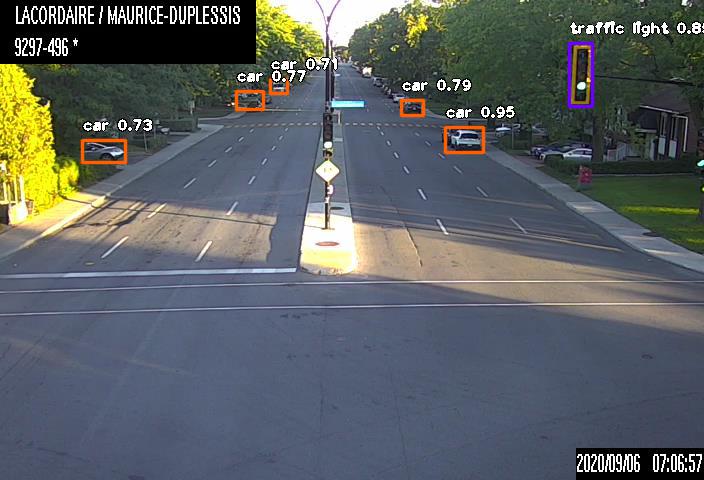 LACORDAIRE / MAURICE-DUPLESSIS
9297-496 *
traffic light 0.8
car 0.71
car 0.77
car 0.79
car 0.95
car 0.73
2020/09/06 07:06:57